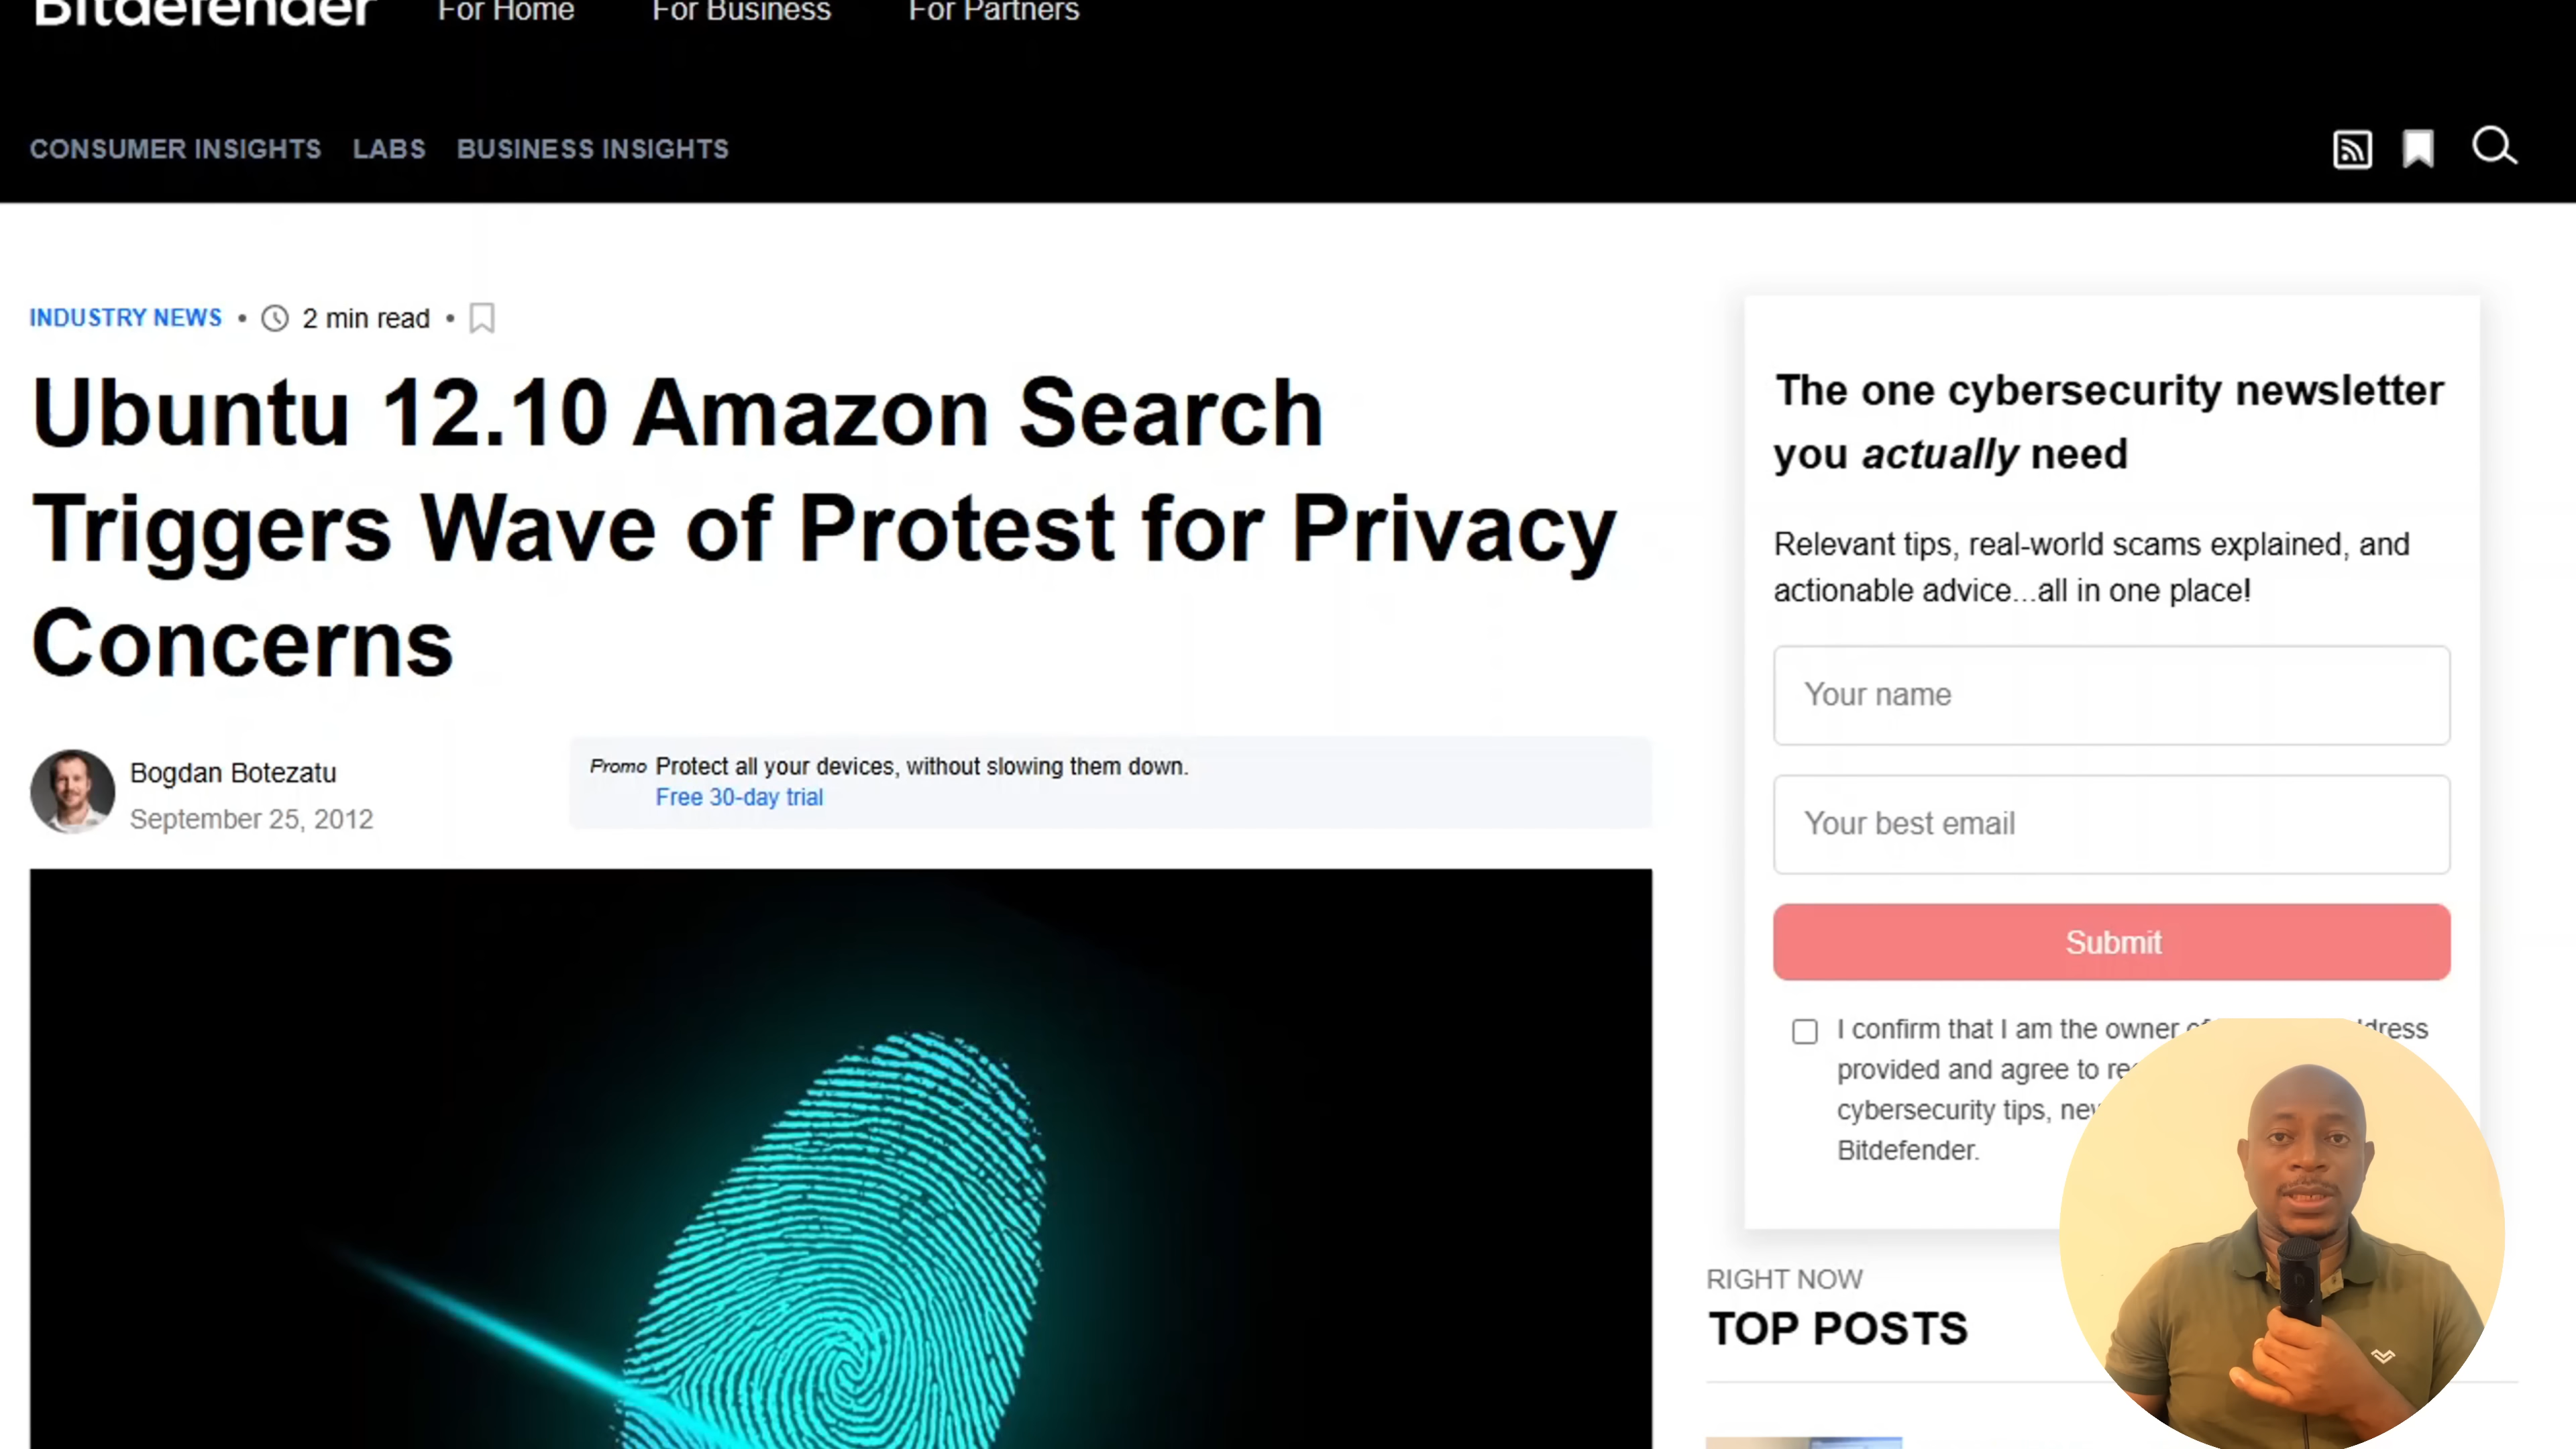 Bitdefender For Home For Business For Partners
CONSUMER INSIGHTS LABS BUSINESS INSIGHTS
INDUSTRY NEWS • 2 min read •
Ubuntu 12.10 Amazon Search
Triggers Wave of Protest for Privacy
Concerns
Bogdan Botezatu
September 25, 2012
Promo Protect all your devices, without slowing them down.
Free 30-day trial
The one cybersecurity newsletter
you actually need
Relevant tips, real-world scams explained, and
actionable advice...all in one place!
Your name
Your best email
Submit
I confirm that I am the owner
provided and agree to
cybersecurity tips,
Bitdefender.
RIGHT NOW
TOP POSTS